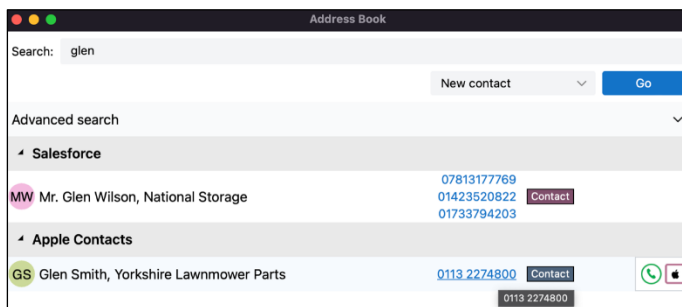 Address Book
Search: glen
New contact Go
Advanced search
Salesforce
07813177769
MW Mr. Glen Wilson, National Storage 01423520822 Contact
01733794203
Apple Contacts
GS Glen Smith, Yorkshire Lawnmower Parts 0113 2274800 Contact
0113 2274800